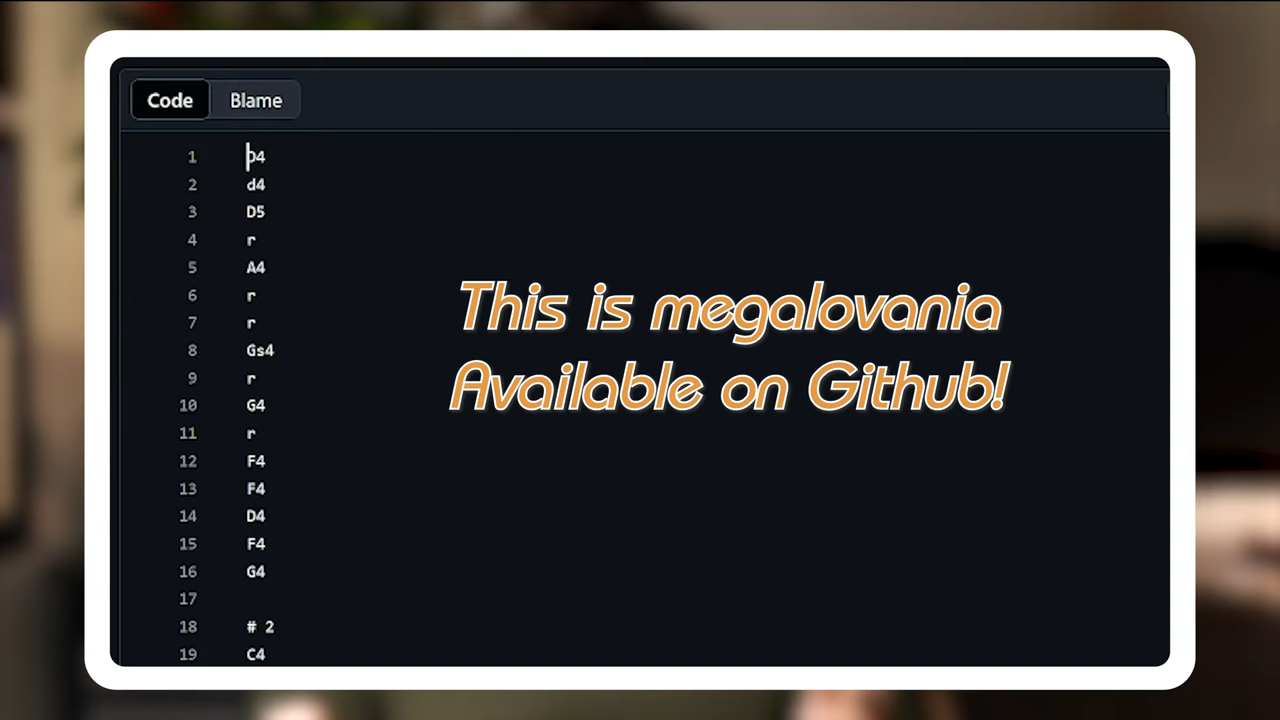 Code Blame
1 D4
2 d4
3 D5
4 r
5 A4
6 r
7 r
8 Gs4
9 r
10 G4
11 r
12 F4
13 F4
14 D4
15 F4
16 G4
17
18 # 2
19 C4
This is megalovania
Available on Github!